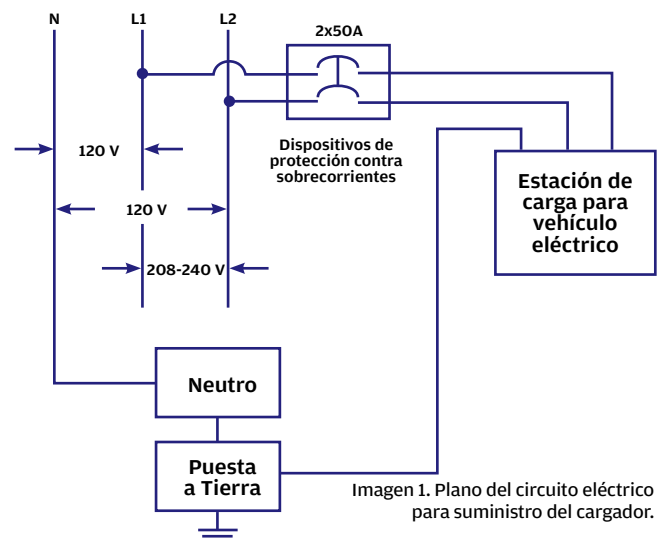 N
L1
L2
2x50A
120 V
120 V
208-240 V
Dispositivos de
protección contra
sobrecorrientes
Estación de
carga para
vehículo
eléctrico
Neutro
Puesta
a Tierra
Imagen 1. Plano del circuito eléctrico
para suministro del cargador.